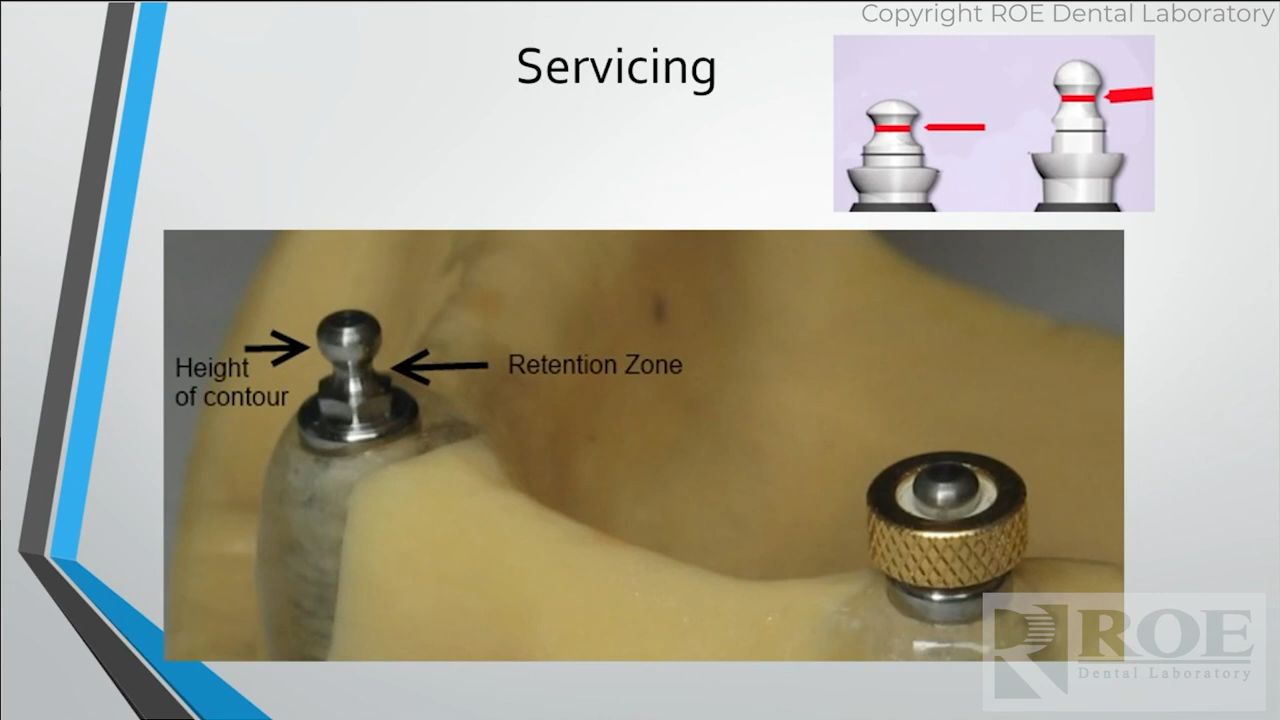 Copyright ROE Dental Laboratory
Servicing
Height
of contour
Retention Zone
ROE
Dental Laboratory